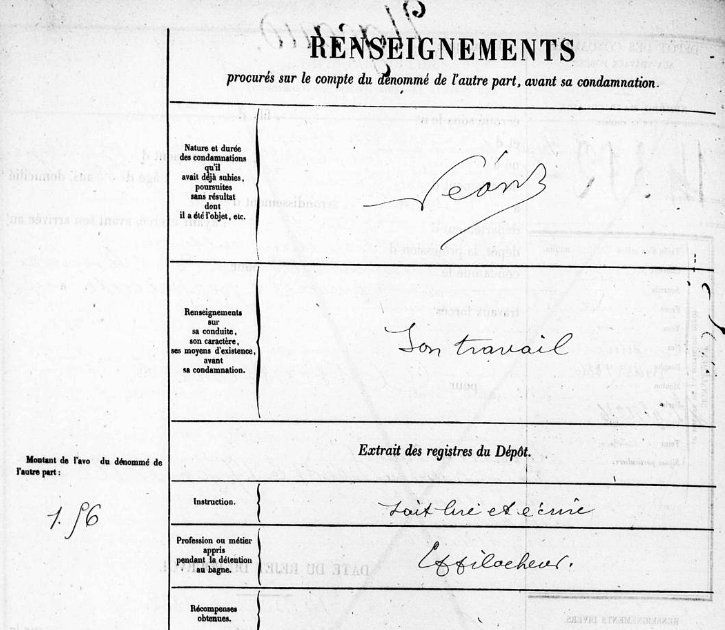 RENSEIGNEMENTS
procurés sur le compte du dénommé de l'autre part, avant sa condamnation.
Nature et durée
des condamnations
qu'il
avait déjà subies,
poursuites
sans résultat
dont
il a été l'objet, etc.
Néant
Renseignements
sur
sa conduite,
son caractère,
ses moyens d'existence,
avant
sa condamnation.
Son travail
Extrait des registres du Dépôt.
Montant de l'avo du dénommé de
l'autre part :
1.56
Instruction.
Sait lire et écrire
Profession ou métier
appris
pendant la détention
au bagne.
Effilocheur.
Récompenses
obtenues.